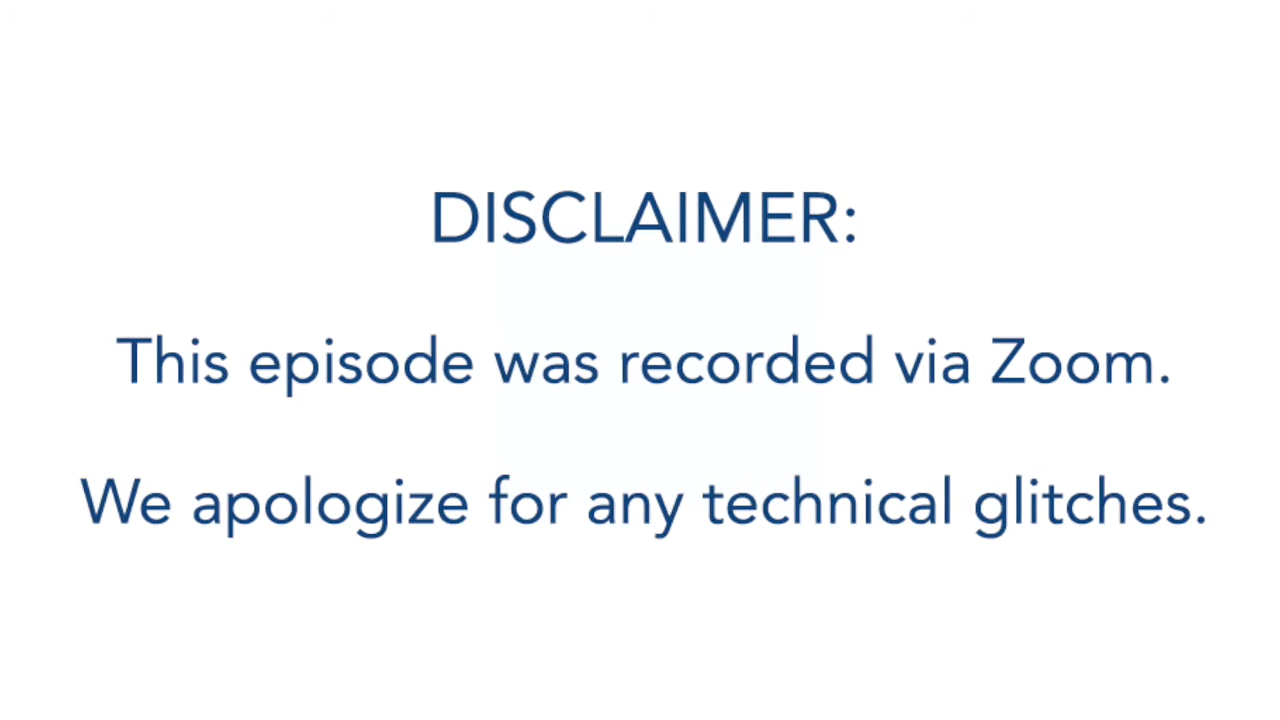 DISCLAIMER:
This episode was recorded via Zoom.
We apologize for any technical glitches.